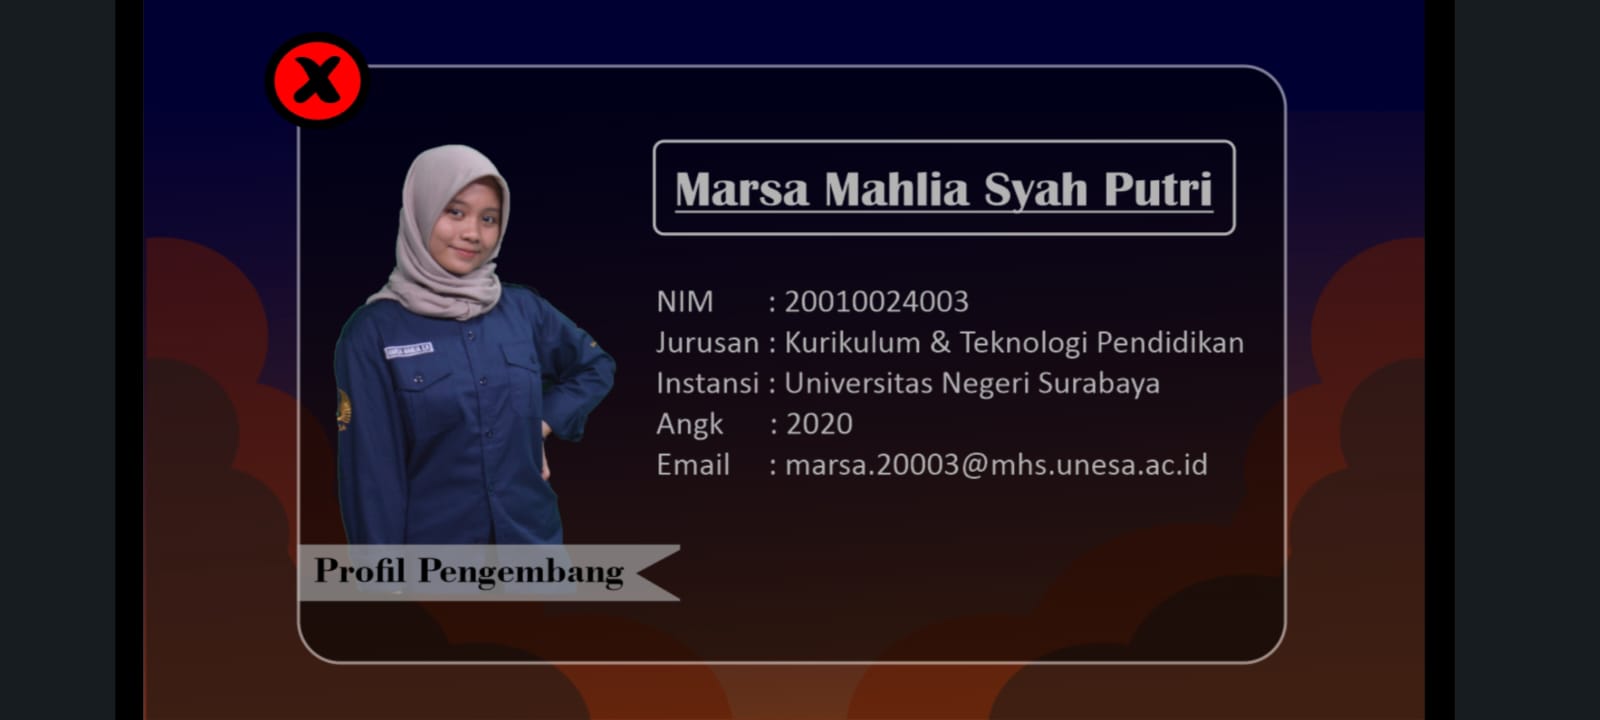 X
Marsa Mahlia Syah Putri
NIM : 20010024003
Jurusan : Kurikulum & Teknologi Pendidikan
Instansi : Universitas Negeri Surabaya
Angk : 2020
Email : marsa.20003@mhs.unesa.ac.id
Profil Pengembang